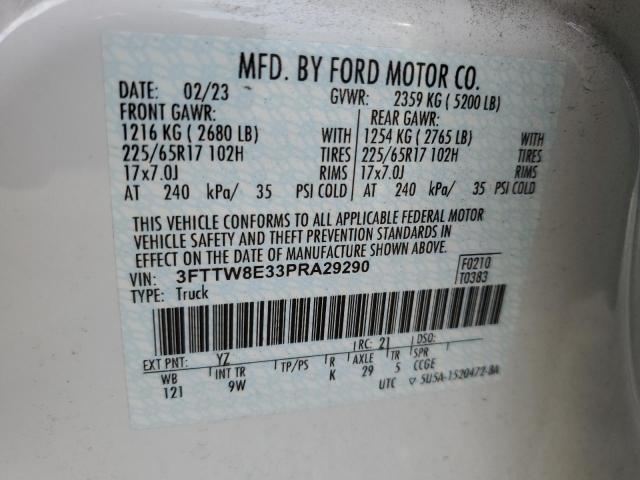 MFD. BY FORD MOTOR CO.
DATE: 02/23 GVWR: 2359 KG ( 5200 LB)
FRONT GAWR: REAR GAWR:
1216 KG ( 2680 LB) WITH 1254 KG ( 2765 LB) WITH
225/65R17 102H TIRES 225/65R17 102H TIRES
17x7.0J RIMS 17x7.0J RIMS
AT 240 kPa/ 35 PSI COLD AT 240 kPa/ 35 PSI COLD
THIS VEHICLE CONFORMS TO ALL APPLICABLE FEDERAL MOTOR
VEHICLE SAFETY AND THEFT PREVENTION STANDARDS IN
EFFECT ON THE DATE OF MANUFACTURE SHOWN ABOVE.
VIN: 3FTTW8E33PRA29290 F0210
TYPE: Truck T0383
EXT PNT: YZ RC: 21 DSO:
WB INT TR TP/PS R AXLE TR SPR
121 9W K 29 5 CCGE
UTC ▽ 5U5A-1520472-BA